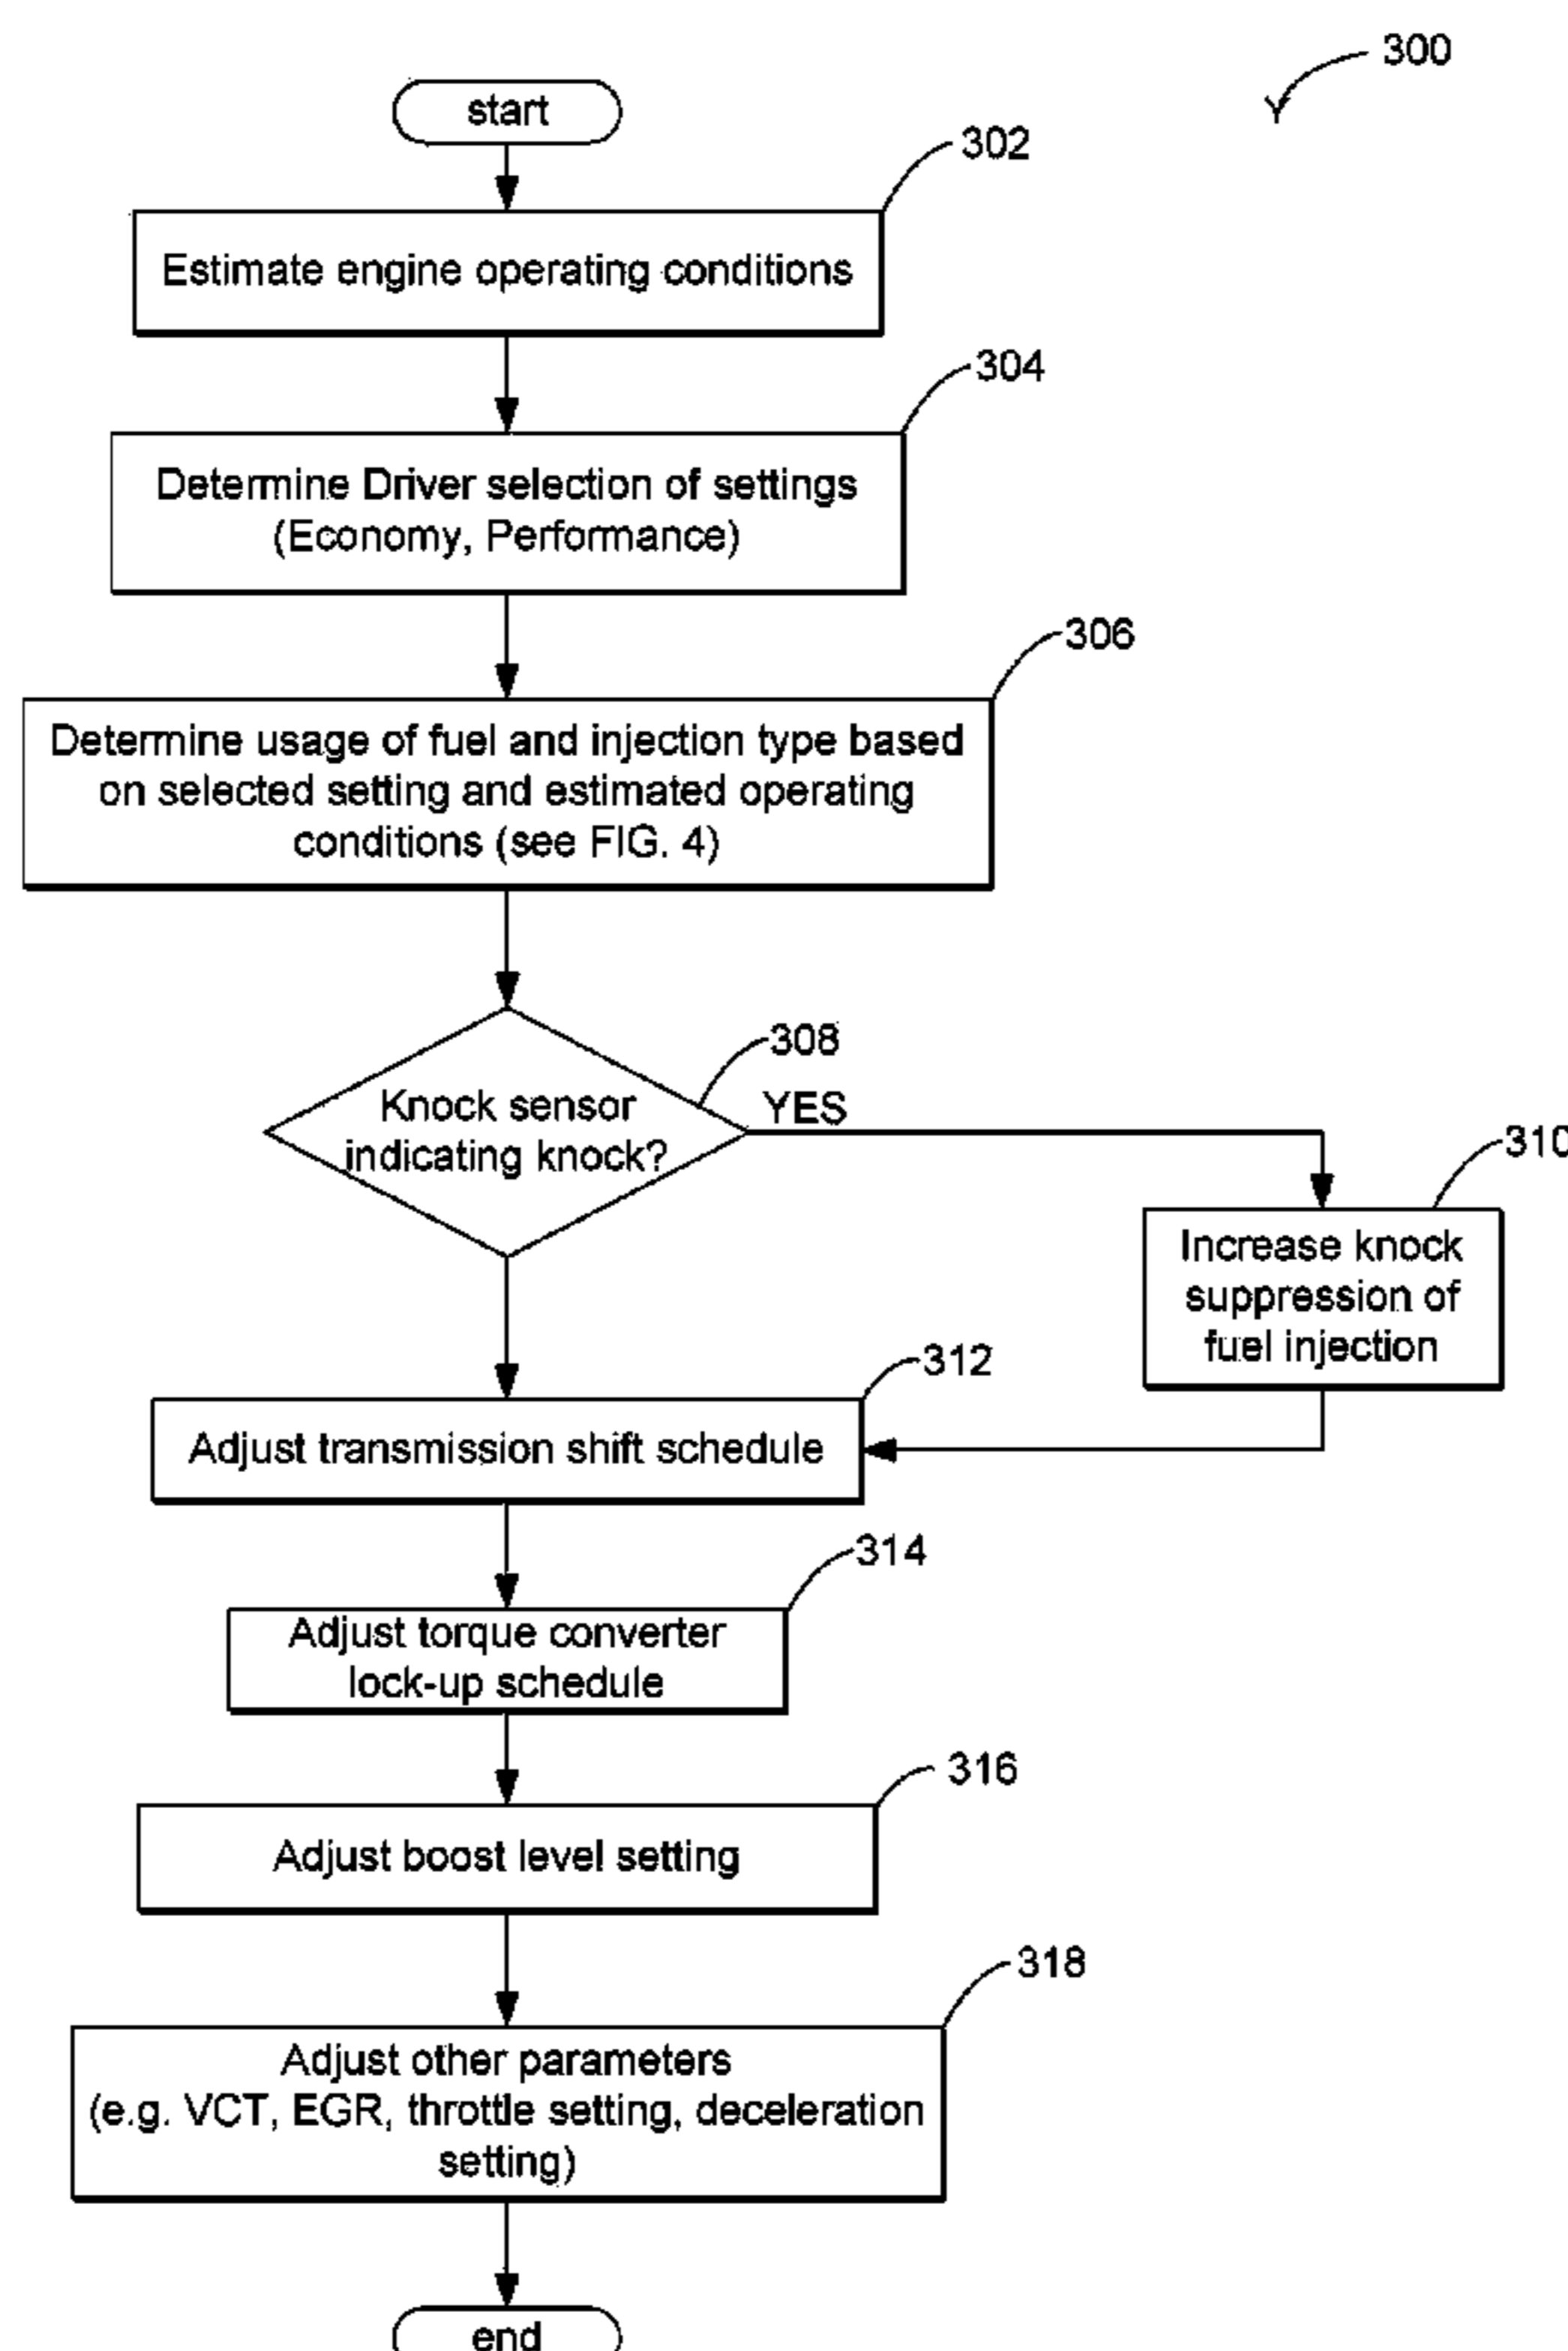 300
start
302
Estimate engine operating conditions
304
Determine Driver selection of settings
(Economy, Performance)
306
Determine usage of fuel and injection type based
on selected setting and estimated operating
conditions (see FIG. 4)
308
Knock sensor
indicating knock?
YES
310
Increase knock
suppression of
fuel injection
312
Adjust transmission shift schedule
314
Adjust torque converter
lock-up schedule
316
Adjust boost level setting
318
Adjust other parameters
(e.g. VCT, EGR, throttle setting, deceleration
setting)
end